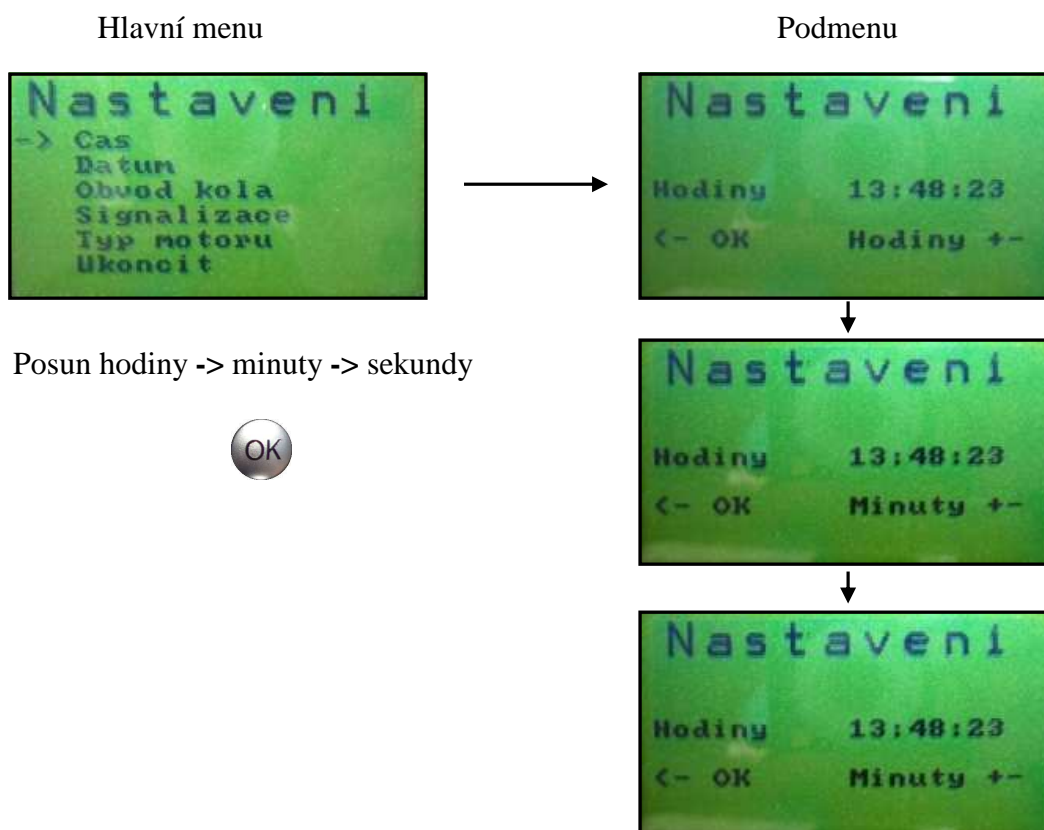 Hlavní menu
Nastaveni
-> Cas
Datum
Obvod kola
Signalizace
Typ motoru
Ukoncit
Posun hodiny -> minuty -> sekundy
OK
Podmenu
Nastaveni
Hodiny 13:48:23
<- OK Hodiny +-
Nastaveni
Hodiny 13:48:23
<- OK Minuty +-
Nastaveni
Hodiny 13:48:23
<- OK Minuty +-